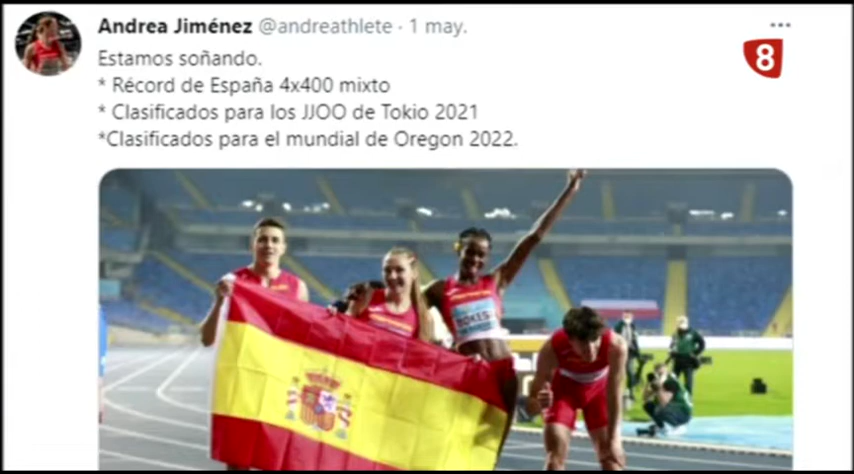 Andrea Jiménez @andreathlete · 1 may.
8
Estamos soñando.
* Récord de España 4x400 mixto
* Clasificados para los JJOO de Tokio 2021
*Clasificados para el mundial de Oregon 2022.
BOKESA